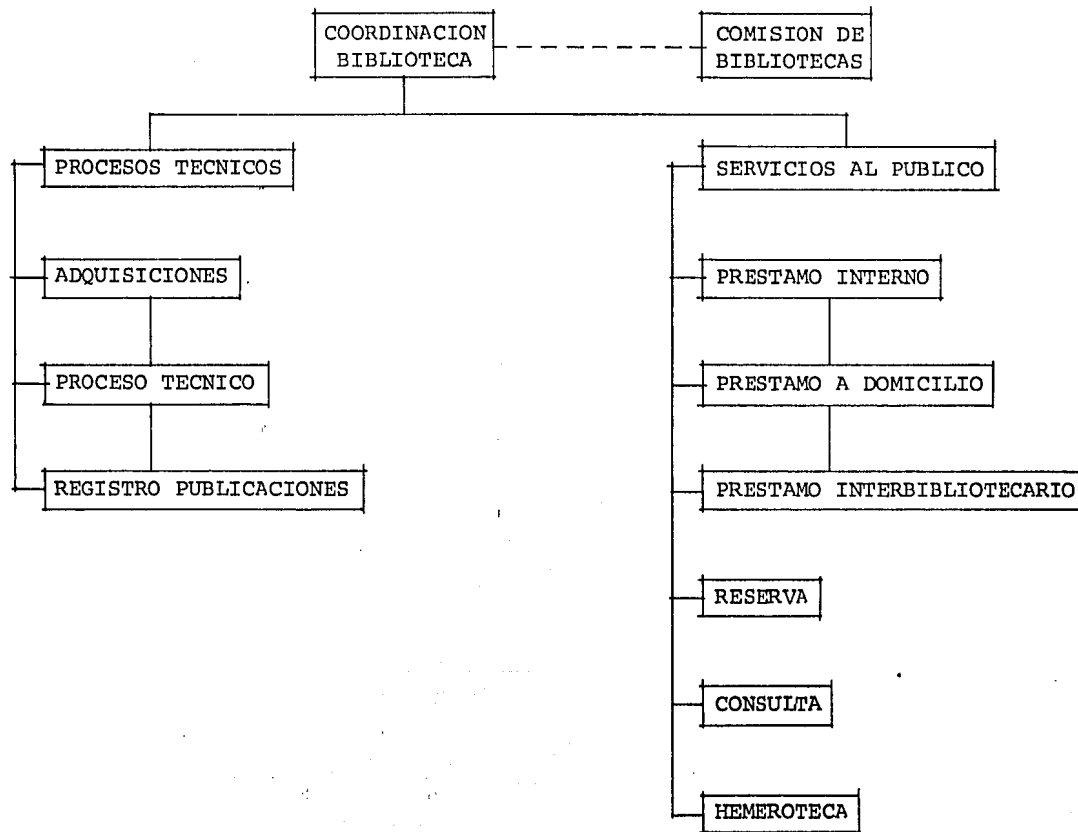 COORDINACION
BIBLIOTECA
COMISION DE
BIBLIOTECAS
PROCESOS TECNICOS
ADQUISICIONES
PROCESO TECNICO
REGISTRO PUBLICACIONES
SERVICIOS AL PUBLICO
PRESTAMO INTERNO
PRESTAMO A DOMICILIO
PRESTAMO INTERBIBLIOTECARIO
RESERVA
CONSULTA
HEMEROTECA